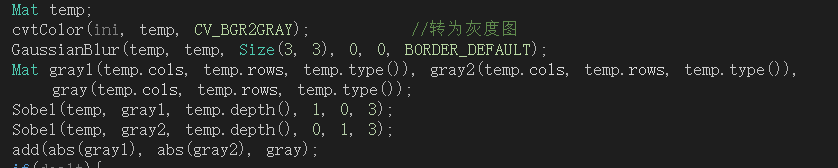 Mat temp;
cvtColor(ini, temp, CV_BGR2GRAY); //转为灰度图
GaussianBlur(temp, temp, Size(3, 3), 0, 0, BORDER_DEFAULT);
Mat gray1(temp.cols, temp.rows, temp.type()), gray2(temp.cols, temp.rows, temp.type()),
gray(temp.cols, temp.rows, temp.type());
Sobel(temp, gray1, temp.depth(), 1, 0, 3);
Sobel(temp, gray2, temp.depth(), 0, 1, 3);
add(abs(gray1), abs(gray2), gray);